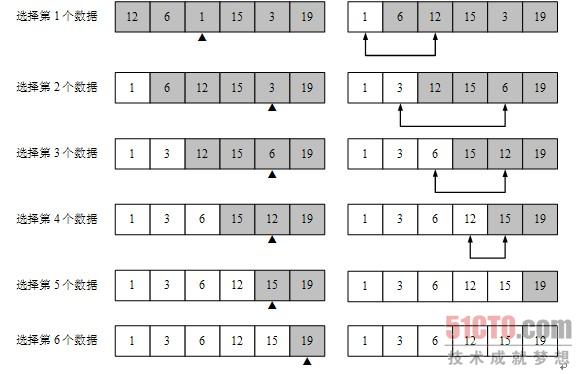 选择第 1 个数据 12 6 1 15 3 19 1 6 12 15 3 19
选择第 2 个数据 1 6 12 15 3 19 1 3 12 15 6 19
选择第 3 个数据 1 3 12 15 6 19 1 3 6 15 12 19
选择第 4 个数据 1 3 6 15 12 19 1 3 6 12 15 19
选择第 5 个数据 1 3 6 12 15 19 1 3 6 12 15 19
选择第 6 个数据 1 3 6 12 15 19 1 3 6 12 15 19
51CTO.com
技术成就梦想